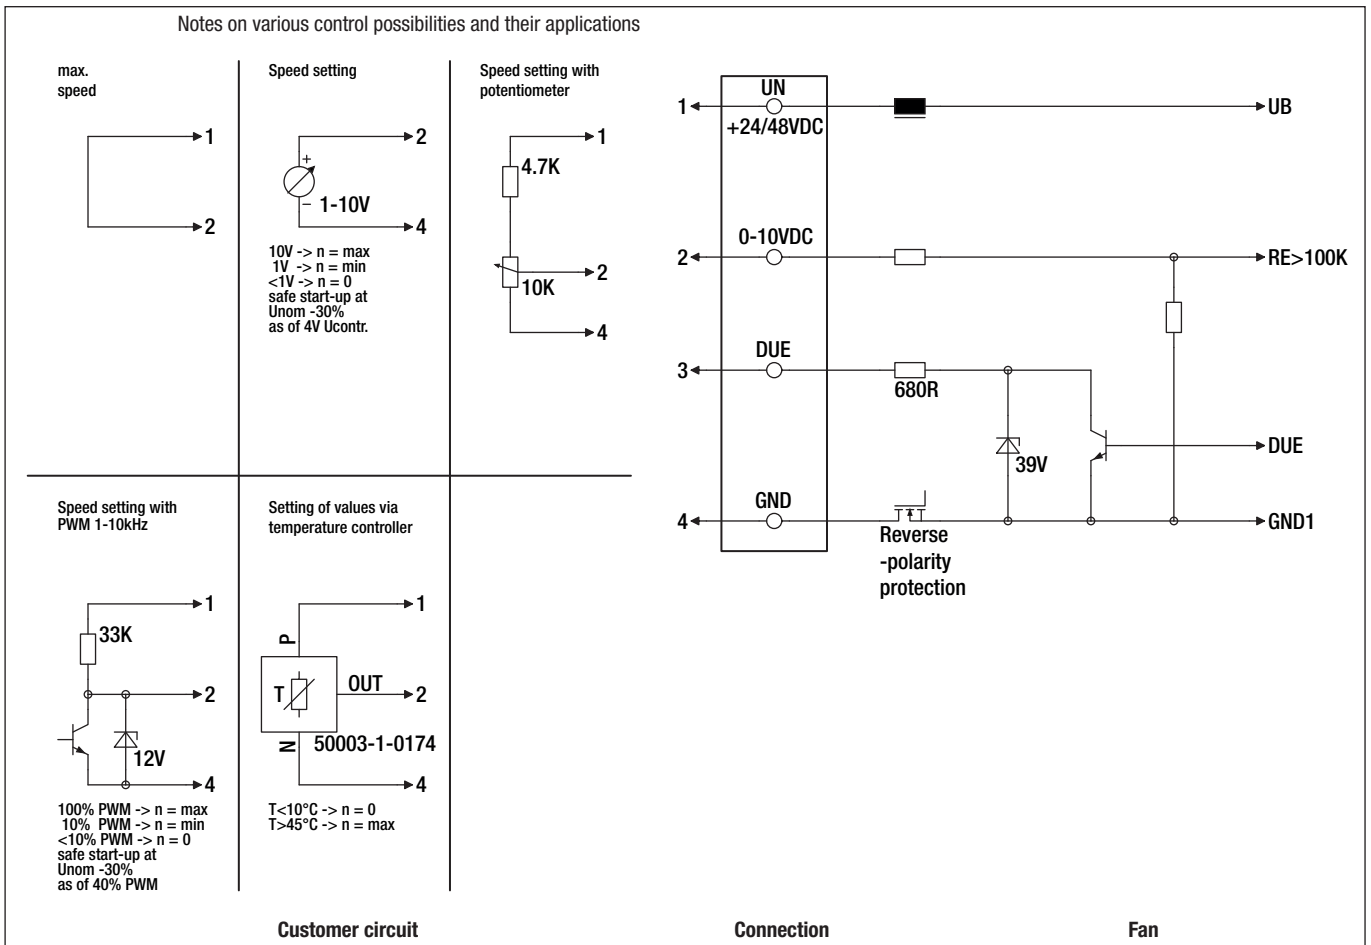 Notes on various control possibilities and their applications
max.
speed
1
2
Speed setting
2
+
– 1-10V
4
10V -> n = max
1V -> n = min
<1V -> n = 0
safe start-up at
Unom -30%
as of 4V Ucontr.
Speed setting with
potentiometer
1
4.7K
2
10K
4
Speed setting with
PWM 1-10kHz
1
33K
2
12V
4
100% PWM -> n = max
10% PWM -> n = min
<10% PWM -> n = 0
safe start-up at
Unom -30%
as of 40% PWM
Setting of values via
temperature controller
1
P
T
OUT
2
N
50003-1-0174
4
T<10°C -> n = 0
T>45°C -> n = max
1
UN
+24/48VDC
UB
2
0-10VDC
RE>100K
3
DUE
680R
39V
DUE
4
GND
GND1
Reverse
-polarity
protection
Customer circuit
Connection
Fan